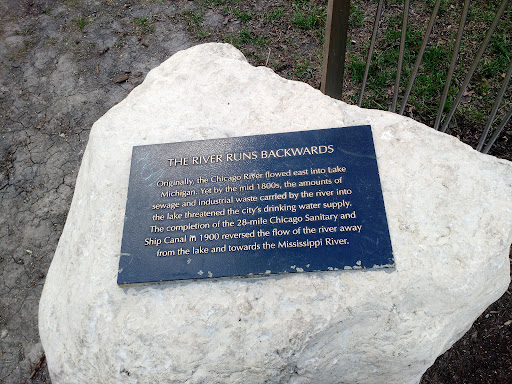 THE RIVER RUNS BACKWARDS
Originally, the Chicago River flowed east into Lake
Michigan. Yet by the mid 1800s, the amounts of
sewage and industrial waste carried by the river into
the lake threatened the city's drinking water supply.
The completion of the 28-mile Chicago Sanitary and
Ship Canal in 1900 reversed the flow of the river away
from the lake and towards the Mississippi River.